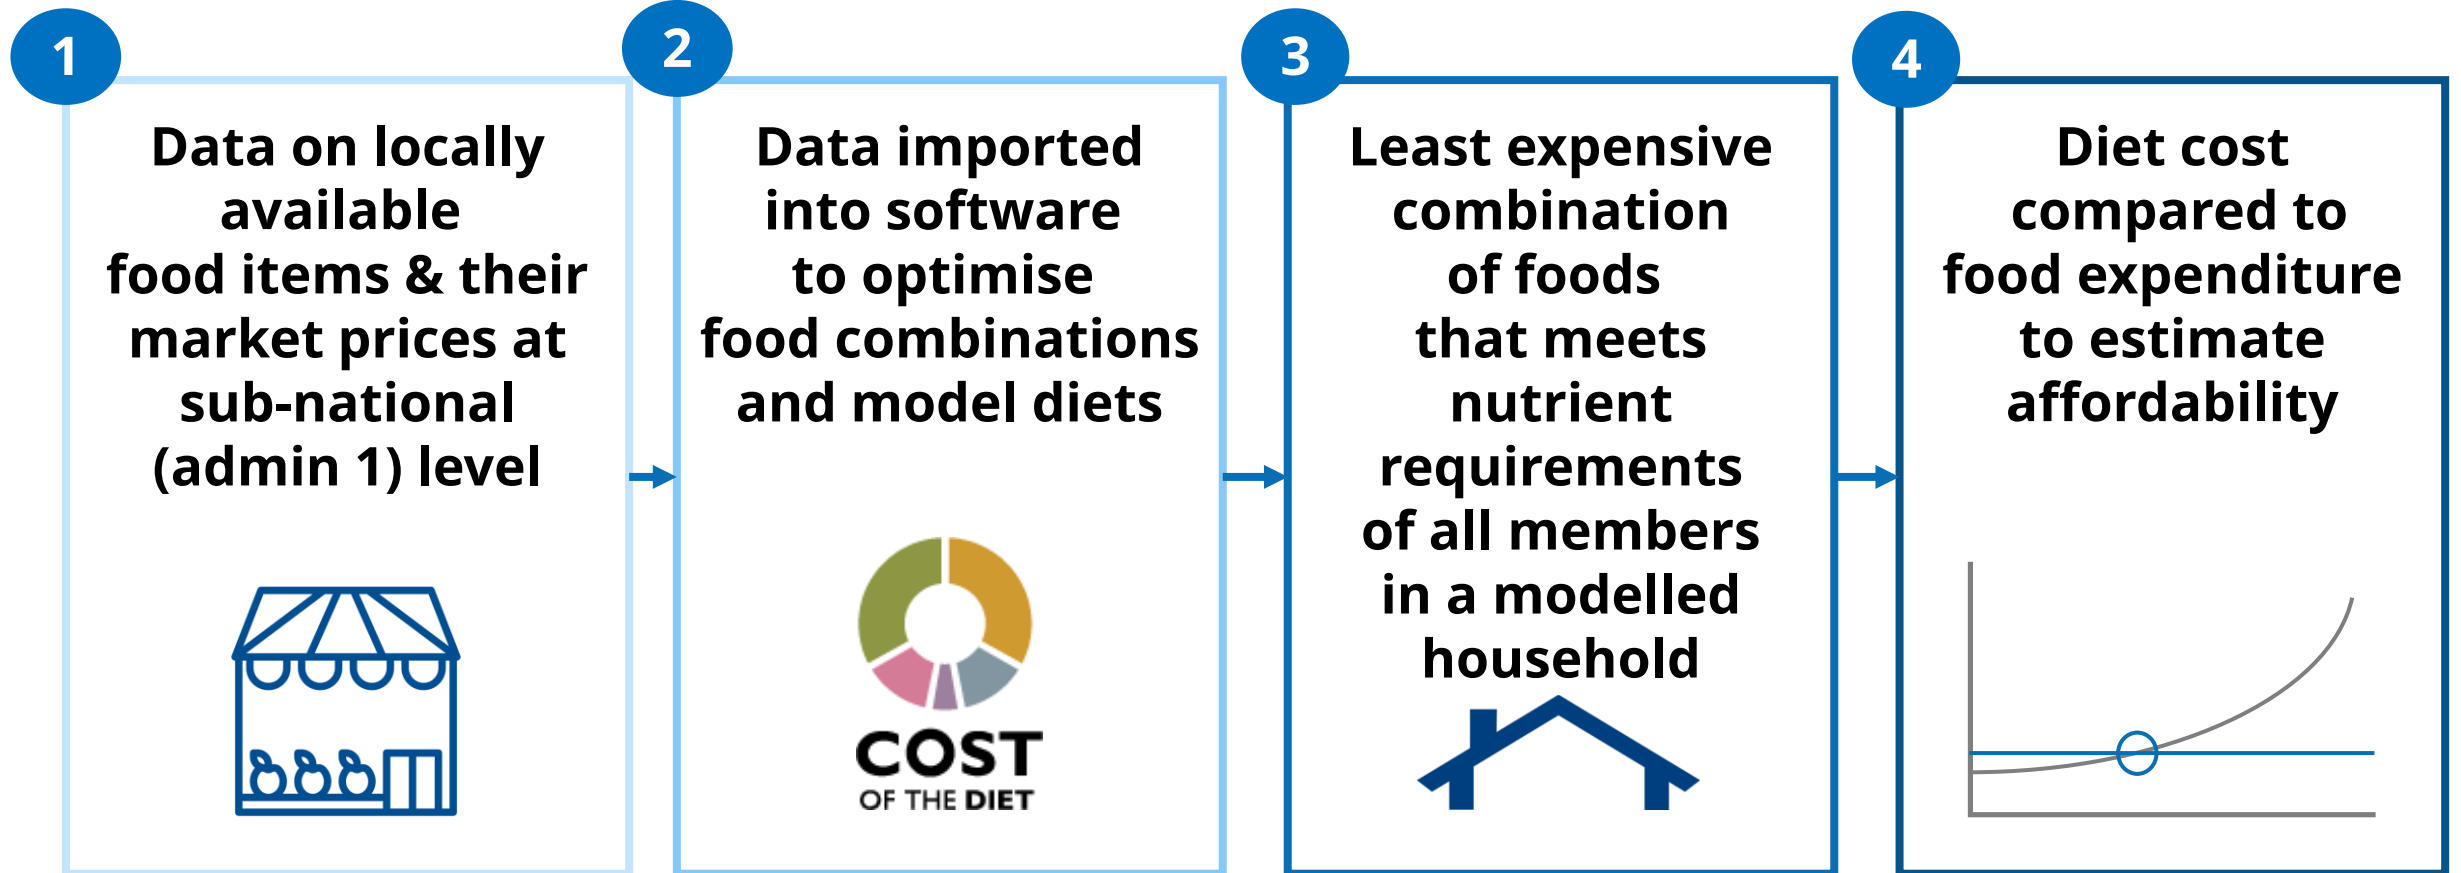 1
Data on locally
available
food items & their
market prices at
sub-national
(admin 1) level
2
Data imported
into software
to optimise
food combinations
and model diets
COST
OF THE DIET
3
Least expensive
combination
of foods
that meets
nutrient
requirements
of all members
in a modelled
household
4
Diet cost
compared to
food expenditure
to estimate
affordability